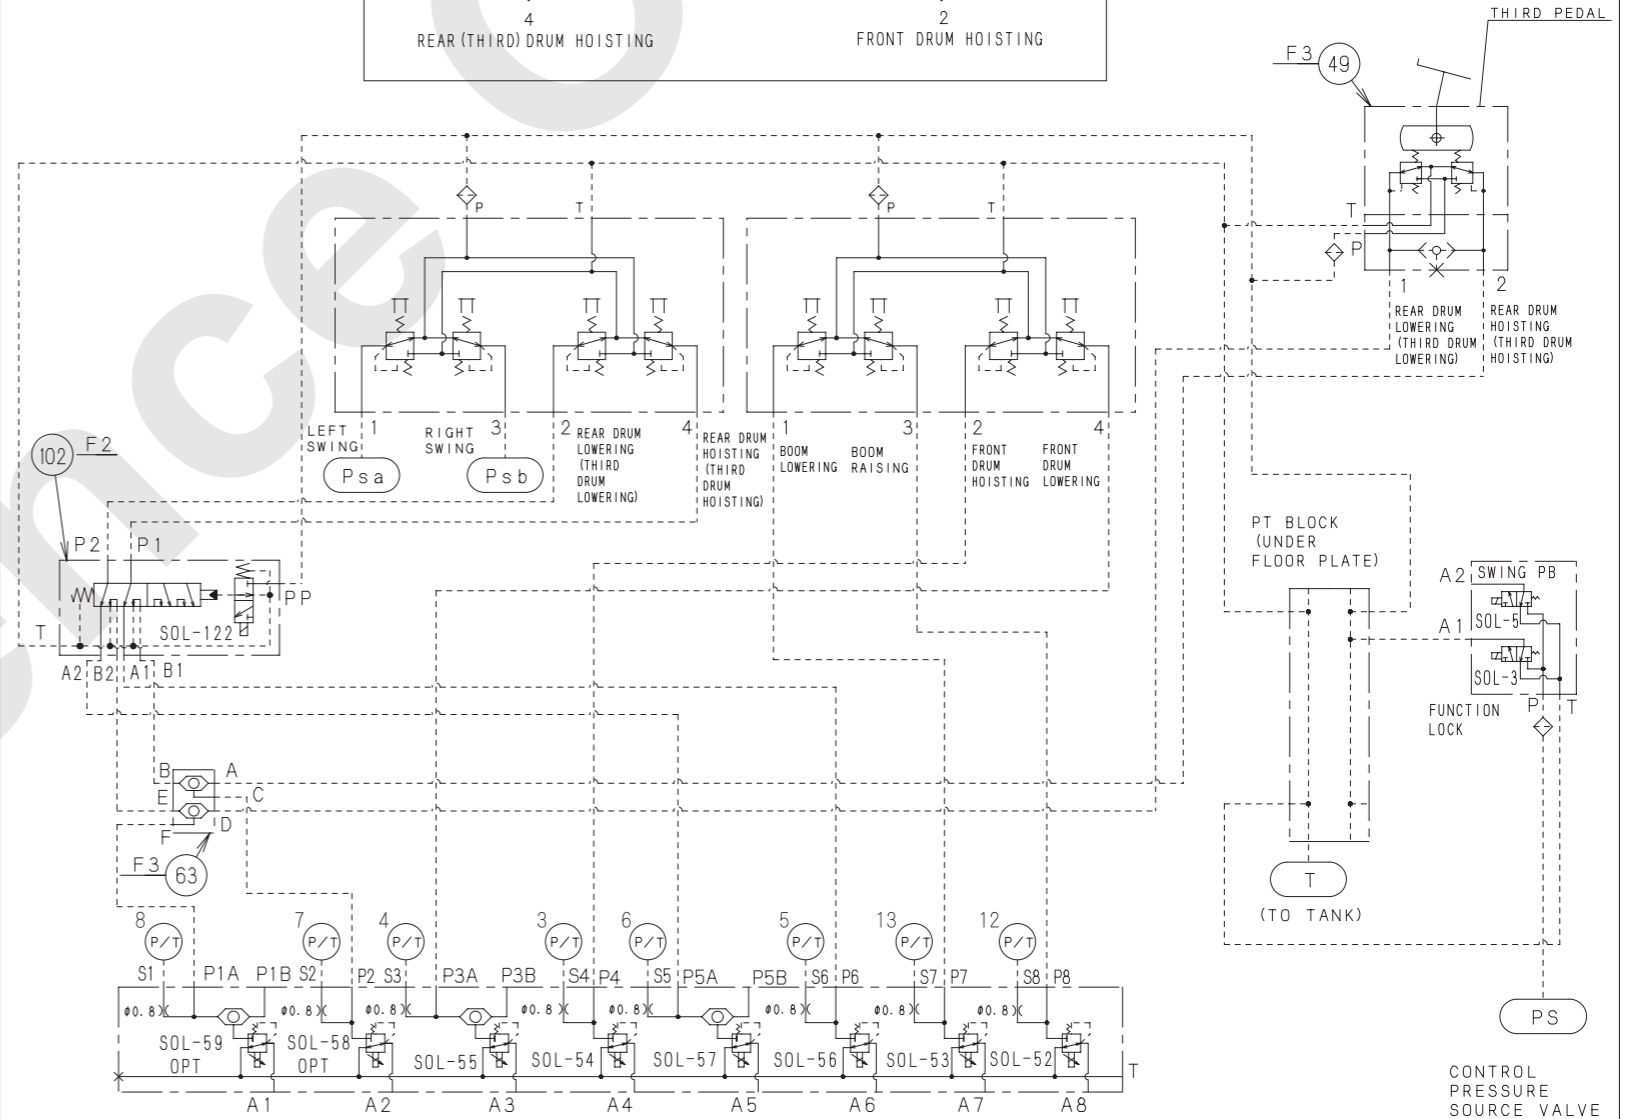 4
REAR(THIRD)DRUM HOISTING
2
FRONT DRUM HOISTING
THIRD PEDAL
F3
49
T
P
1
2
REAR DRUM
LOWERING
(THIRD DRUM
LOWERING)
REAR DRUM
HOISTING
(THIRD DRUM
HOISTING)
P
T
P
T
LEFT
SWING
1
RIGHT
SWING
3
2
REAR DRUM
LOWERING
(THIRD
DRUM
LOWERING)
4
REAR DRUM
HOISTING
(THIRD
DRUM
HOISTING)
1
BOOM
LOWERING
BOOM
RAISING
3
2
FRONT
DRUM
HOISTING
FRONT
DRUM
LOWERING
4
Psa
Psb
102
F2
P2
P1
PP
T
SOL-122
A2
B2
A1
B1
PT BLOCK
(UNDER
FLOOR PLATE)
A2
SWING PB
SOL-5
A1
SOL-3
P
T
FUNCTION
LOCK
B
A
E
C
D
F
F3
63
T
(TO TANK)
PS
CONTROL
PRESSURE
SOURCE VALVE
8
7
4
3
6
5
13
12
P/T
P/T
P/T
P/T
P/T
P/T
P/T
P/T
S1
P1A
P1B
S2
P2
S3
P3A
P3B
S4
P4
S5
P5A
P5B
S6
P6
S7
P7
S8
P8
φ0.8
φ0.8
φ0.8
φ0.8
φ0.8
φ0.8
φ0.8
φ0.8
SOL-59
OPT
SOL-58
OPT
SOL-55
SOL-54
SOL-57
SOL-56
SOL-53
SOL-52
T
A1
A2
A3
A4
A5
A6
A7
A8